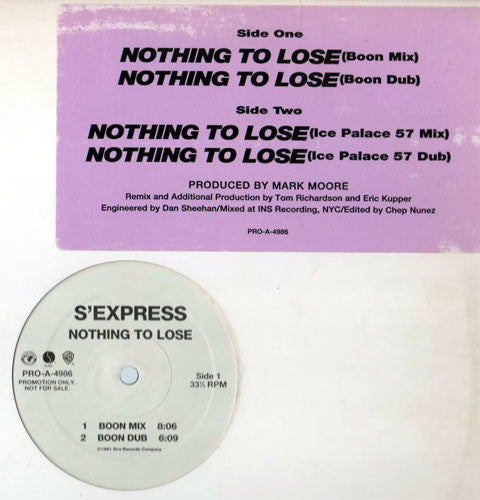 Side One
NOTHING TO LOSE (Boon Mix)
NOTHING TO LOSE (Boon Dub)
Side Two
NOTHING TO LOSE (Ice Palace 57 Mix)
NOTHING TO LOSE (Ice Palace 57 Dub)
PRODUCED BY MARK MOORE
Remix and Additional Production by Tom Richardson and Eric Kupper
Engineered by Dan Sheehan/Mixed at INS Recording, NYC/Edited by Chep Nunez
PRO-A-4986
S'EXPRESS
NOTHING TO LOSE
PRO-A-4986
PROMOTION ONLY.
NOT FOR SALE.
Side 1
33⅓ RPM
1 BOON MIX 8:06
2 BOON DUB 6:09
©1991 Sire Records Company